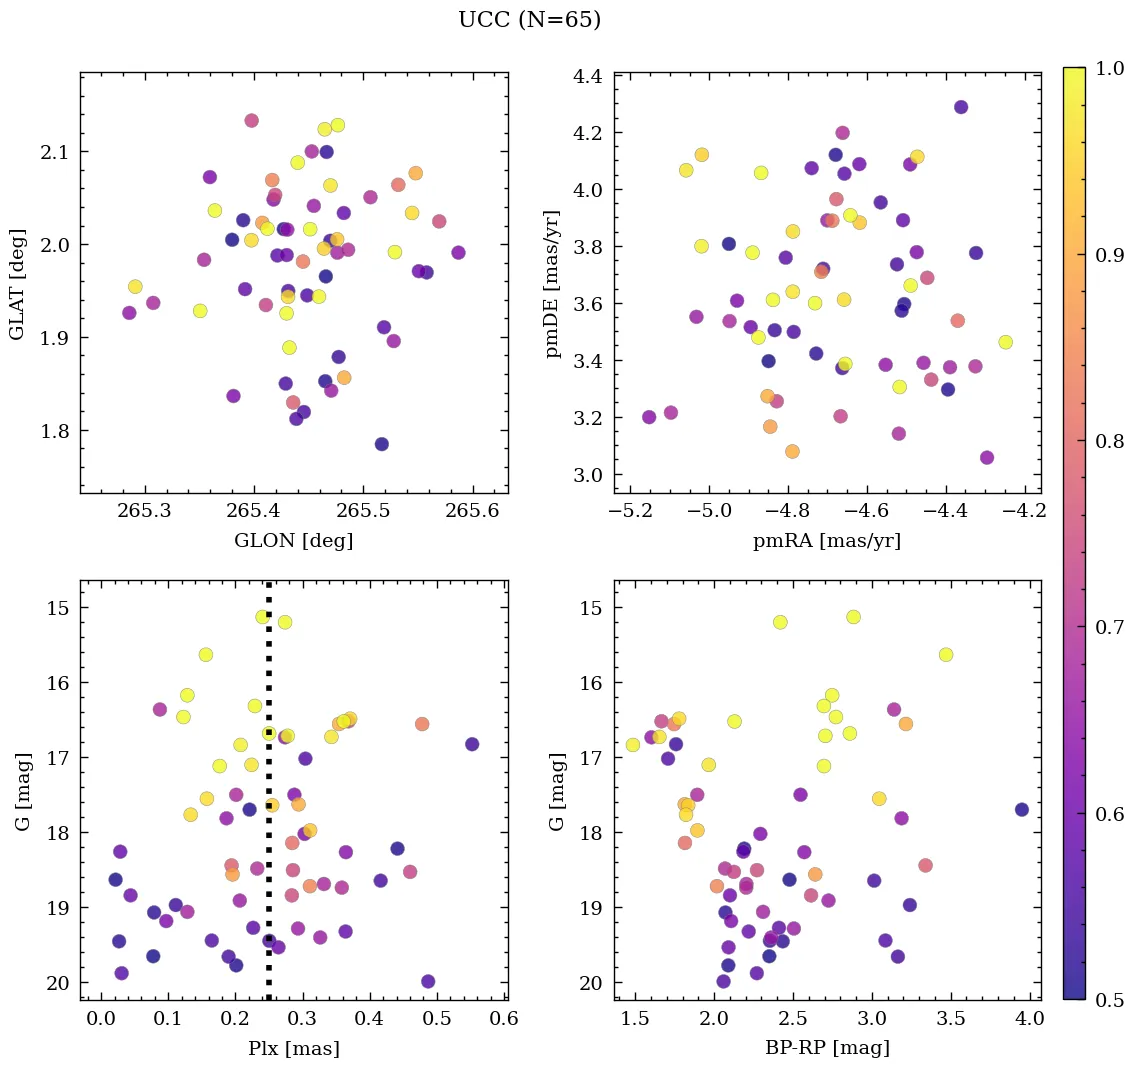 UCC (N=65)
2.1
2.0
1.9
1.8
GLAT [deg]
265.3 265.4 265.5 265.6
GLON [deg]
4.4
4.2
4.0
3.8
3.6
3.4
3.2
3.0
pmDE [mas/yr]
−5.2 −5.0 −4.8 −4.6 −4.4 −4.2
pmRA [mas/yr]
15
16
17
18
19
20
G [mag]
0.0 0.1 0.2 0.3 0.4 0.5 0.6
Plx [mas]
15
16
17
18
19
20
G [mag]
1.5 2.0 2.5 3.0 3.5 4.0
BP-RP [mag]
1.0
0.9
0.8
0.7
0.6
0.5